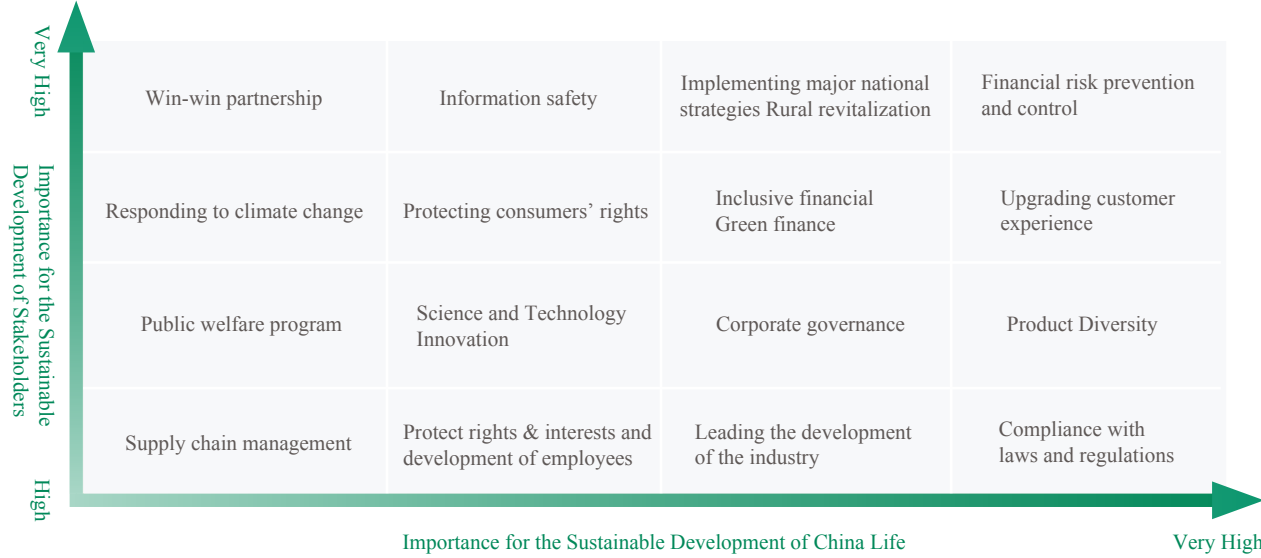 Very High
Importance for the Sustainable
Development of Stakeholders
High
Win-win partnership
Information safety
Implementing major national
strategies Rural revitalization
Financial risk prevention
and control
Responding to climate change
Protecting consumers’ rights
Inclusive financial
Green finance
Upgrading customer
experience
Public welfare program
Science and Technology
Innovation
Corporate governance
Product Diversity
Supply chain management
Protect rights & interests and
development of employees
Leading the development
of the industry
Compliance with
laws and regulations
Importance for the Sustainable Development of China Life
Very High